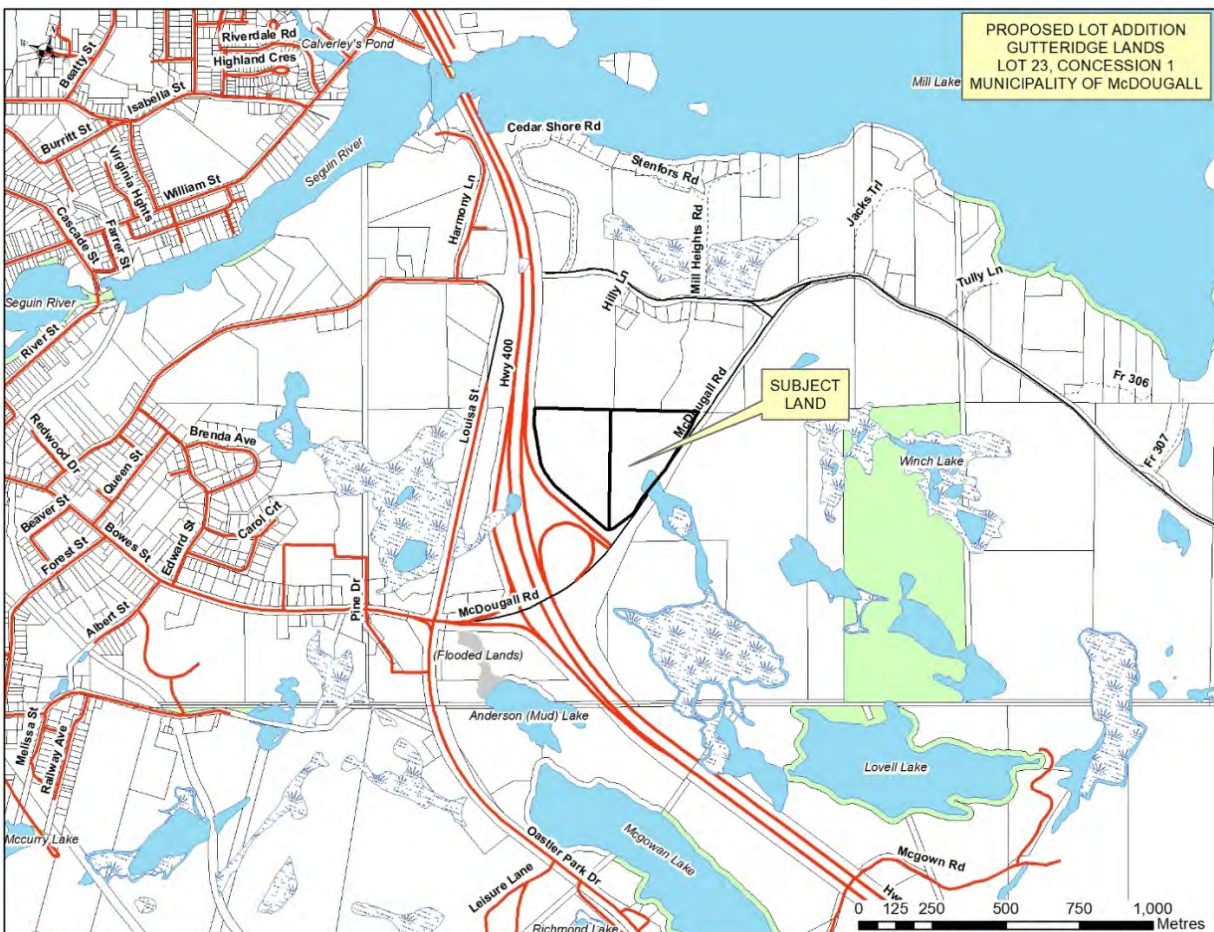 PROPOSED LOT ADDITION
GUTTERIDGE LANDS
LOT 23, CONCESSION 1
MUNICIPALITY OF McDOUGALL
Riverdale Rd
Calverley's Pond
Highland Cres
Beatty St
Isabella St
Mill Lake
Burritt St
Virginia Hghts
Seguin River
Cedar Shore Rd
Stenfors Rd
William St
Harmony Ln
Mill Heights Rd
Jacks Trl
Cascade St
Farrer St
Tully Ln
Seguin River
Hilly Ln
River St
Hwy 400
McDougall Rd
SUBJECT
LAND
Fr 306
Louisa St
Redwood Dr
Brenda Ave
Queen St
Fr 307
Winch Lake
Beaver St
Bowes St
Edward St
Carol Crt
Forest St
Albert St
Pine Dr
McDougall Rd
(Flooded Lands)
Anderson (Mud) Lake
Melissa St
Railway Ave
Lovell Lake
Mccurry Lake
Oastler Park Dr
Mcgowan Lake
Mcgown Rd
Leisure Lane
Hw
Richmond Lake
0 125 250 500 750 1,000
Metres